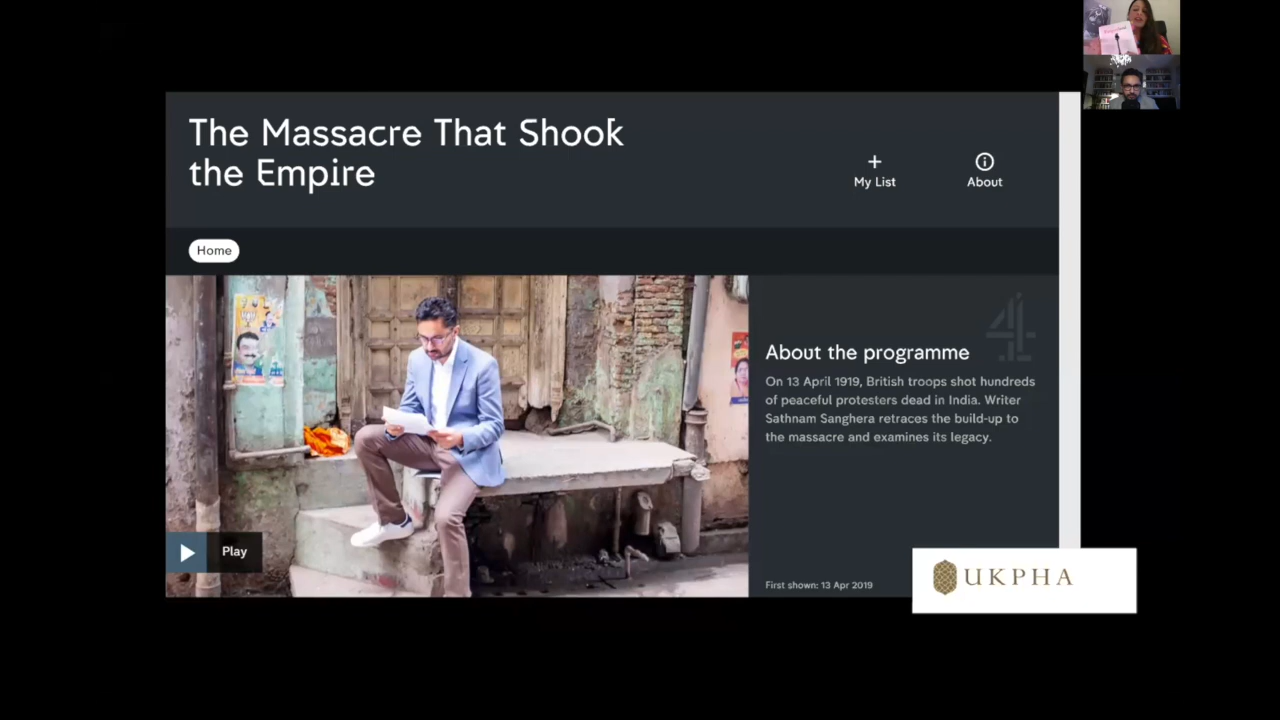 The Massacre That Shook
the Empire
My List
About
Home
About the programme
On 13 April 1919, British troops shot hundreds
of peaceful protesters dead in India. Writer
Sathnam Sanghera retraces the build-up to
the massacre and examines its legacy.
Play
First shown: 13 Apr 2019
UKPHA